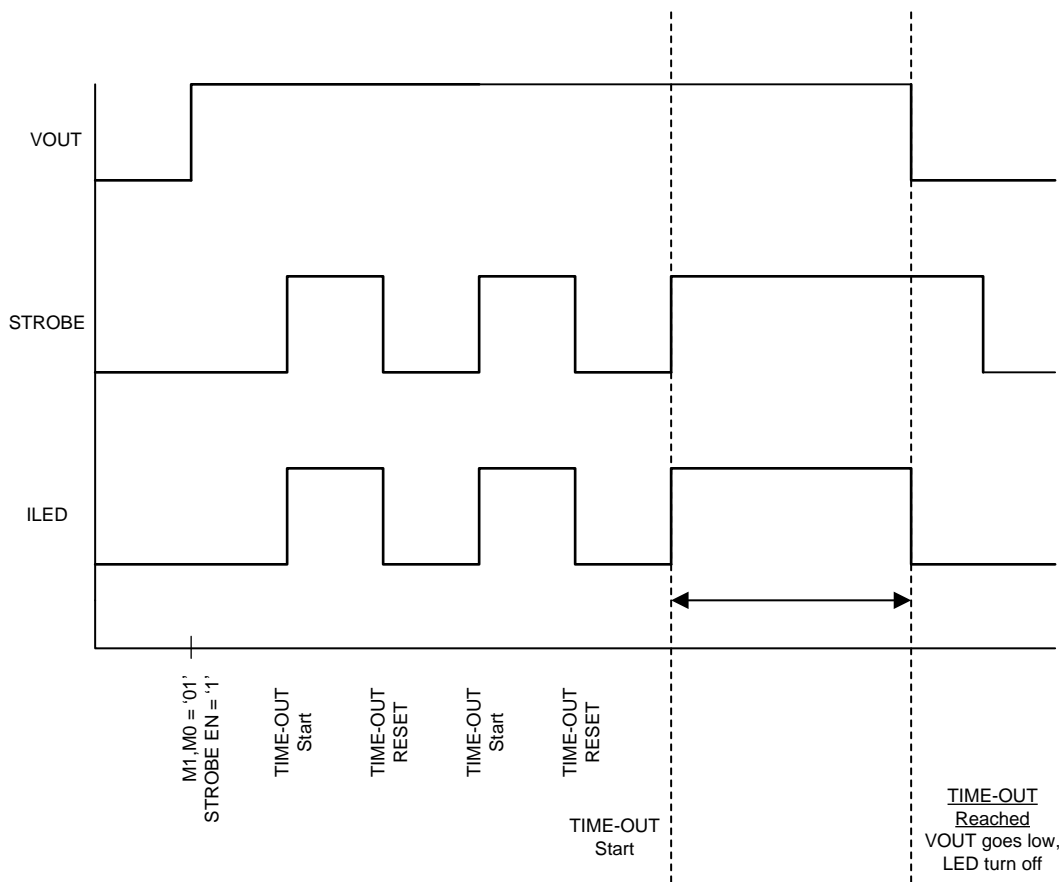 VOUT
STROBE
ILED
M1,M0 = ‘01’
STROBE EN = ‘1’
TIME-OUT
Start
TIME-OUT
RESET
TIME-OUT
Start
TIME-OUT
RESET
TIME-OUT
Start
TIME-OUT
Reached
VOUT goes low,
LED turn off